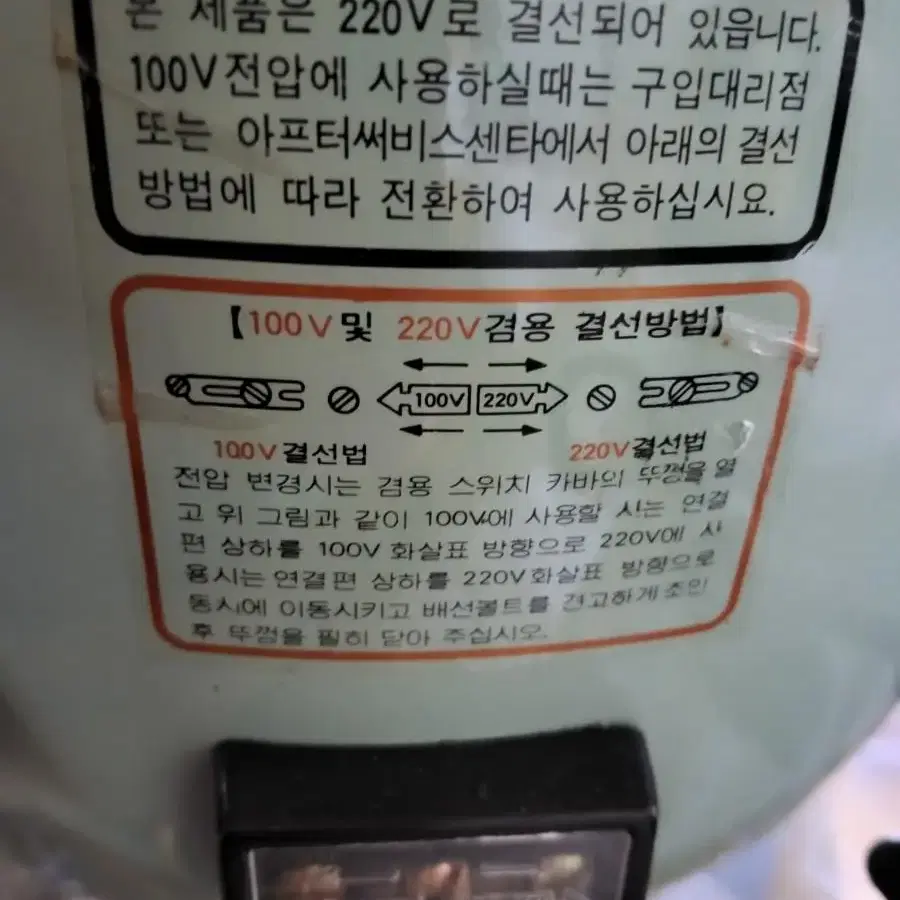 본 제품은 220V로 결선되어 있읍니다.
100V전압에 사용하실때는 구입대리점
또는 아프터써비스센타에서 아래의 결선
방법에 따라 전환하여 사용하십시요.
【100V및 220V겸용 결선방법】
100V 220V
100V결선법 220V결선법
전압 변경시는 겸용 스위치 카바의 뚜껑을 열
고 위 그림과 같이 100V에 사용할 시는 연결
편 상하를 100V 화살표 방향으로 220V에 사
용시는 연결편 상하를 220V화살표 방향으로
동시에 이동시키고 배선볼트를 견고하게 조인
후 뚜껑을 필히 닫아 주십시오.